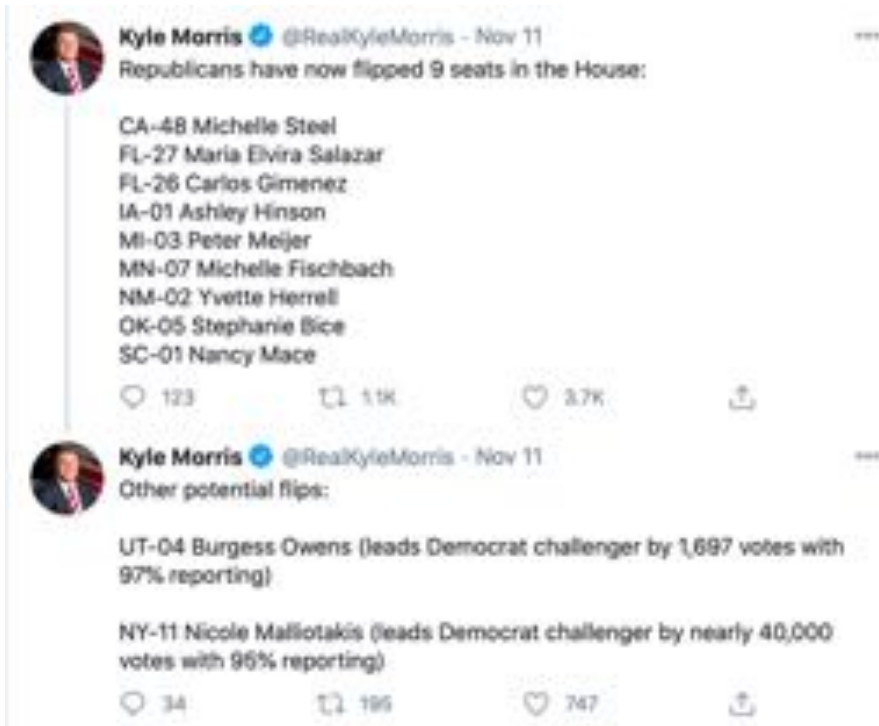 Kyle Morris @RealKyleMorris - Nov 11
Republicans have now flipped 9 seats in the House:
CA-48 Michelle Steel
FL-27 Maria Elvira Salazar
FL-26 Carlos Gimenez
IA-01 Ashley Hinson
MI-03 Peter Meijer
MN-07 Michelle Fischbach
NM-02 Yvette Herrell
OK-05 Stephanie Bice
SC-01 Nancy Mace
123 1.1K 3.7K
Kyle Morris @RealKyleMorris - Nov 11
Other potential flips:
UT-04 Burgess Owens (leads Democrat challenger by 1,697 votes with
97% reporting)
NY-11 Nicole Malliotakis (leads Democrat challenger by nearly 40,000
votes with 95% reporting)
34 195 747